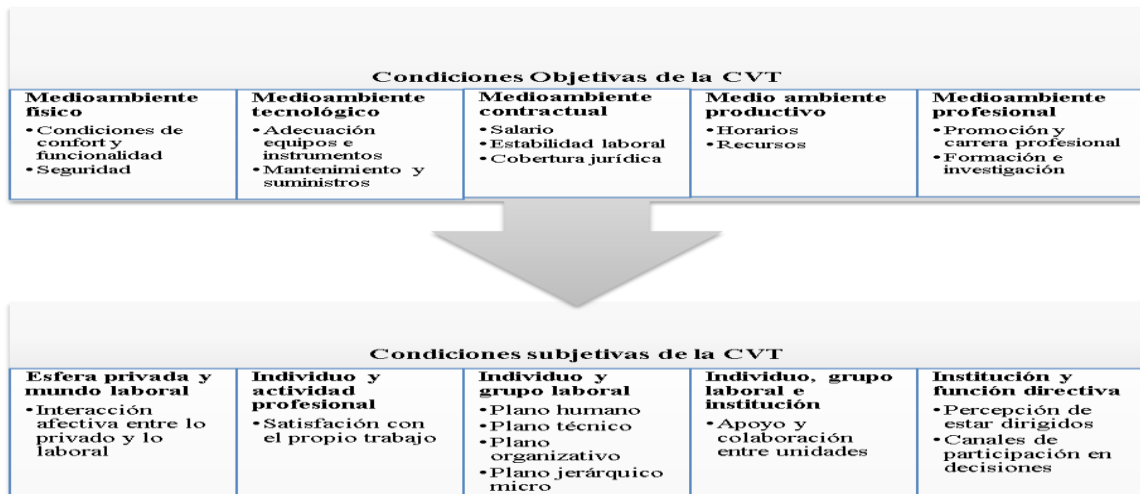 Condiciones Objetivas de la CVT
Medioambiente
físico
•Condiciones de
confort y
funcionalidad
•Seguridad
Medioambiente
tecnológico
•Adecuación
equipos e
instrumentos
•Mantenimiento y
suministros
Medioambiente
contractual
•Salario
•Estabilidad laboral
•Cobertura jurídica
Medio ambiente
productivo
•Horarios
•Recursos
Medioambiente
profesional
•Promoción y
carrera profesional
•Formación e
investigación
Condiciones subjetivas de la CVT
Esfera privada y
mundo laboral
•Interacción
afectiva entre lo
privado y lo
laboral
Individuo y
actividad
profesional
•Satisfacción con
el propio trabajo
Individuo y
grupo laboral
•Plano humano
•Plano técnico
•Plano
organizativo
•Plano jerárquico
micro
Individuo, grupo
laboral e
institución
•Apoyo y
colaboración
entre unidades
Institución y
función directiva
•Percepción de
estar dirigidos
•Canales de
participación en
decisiones